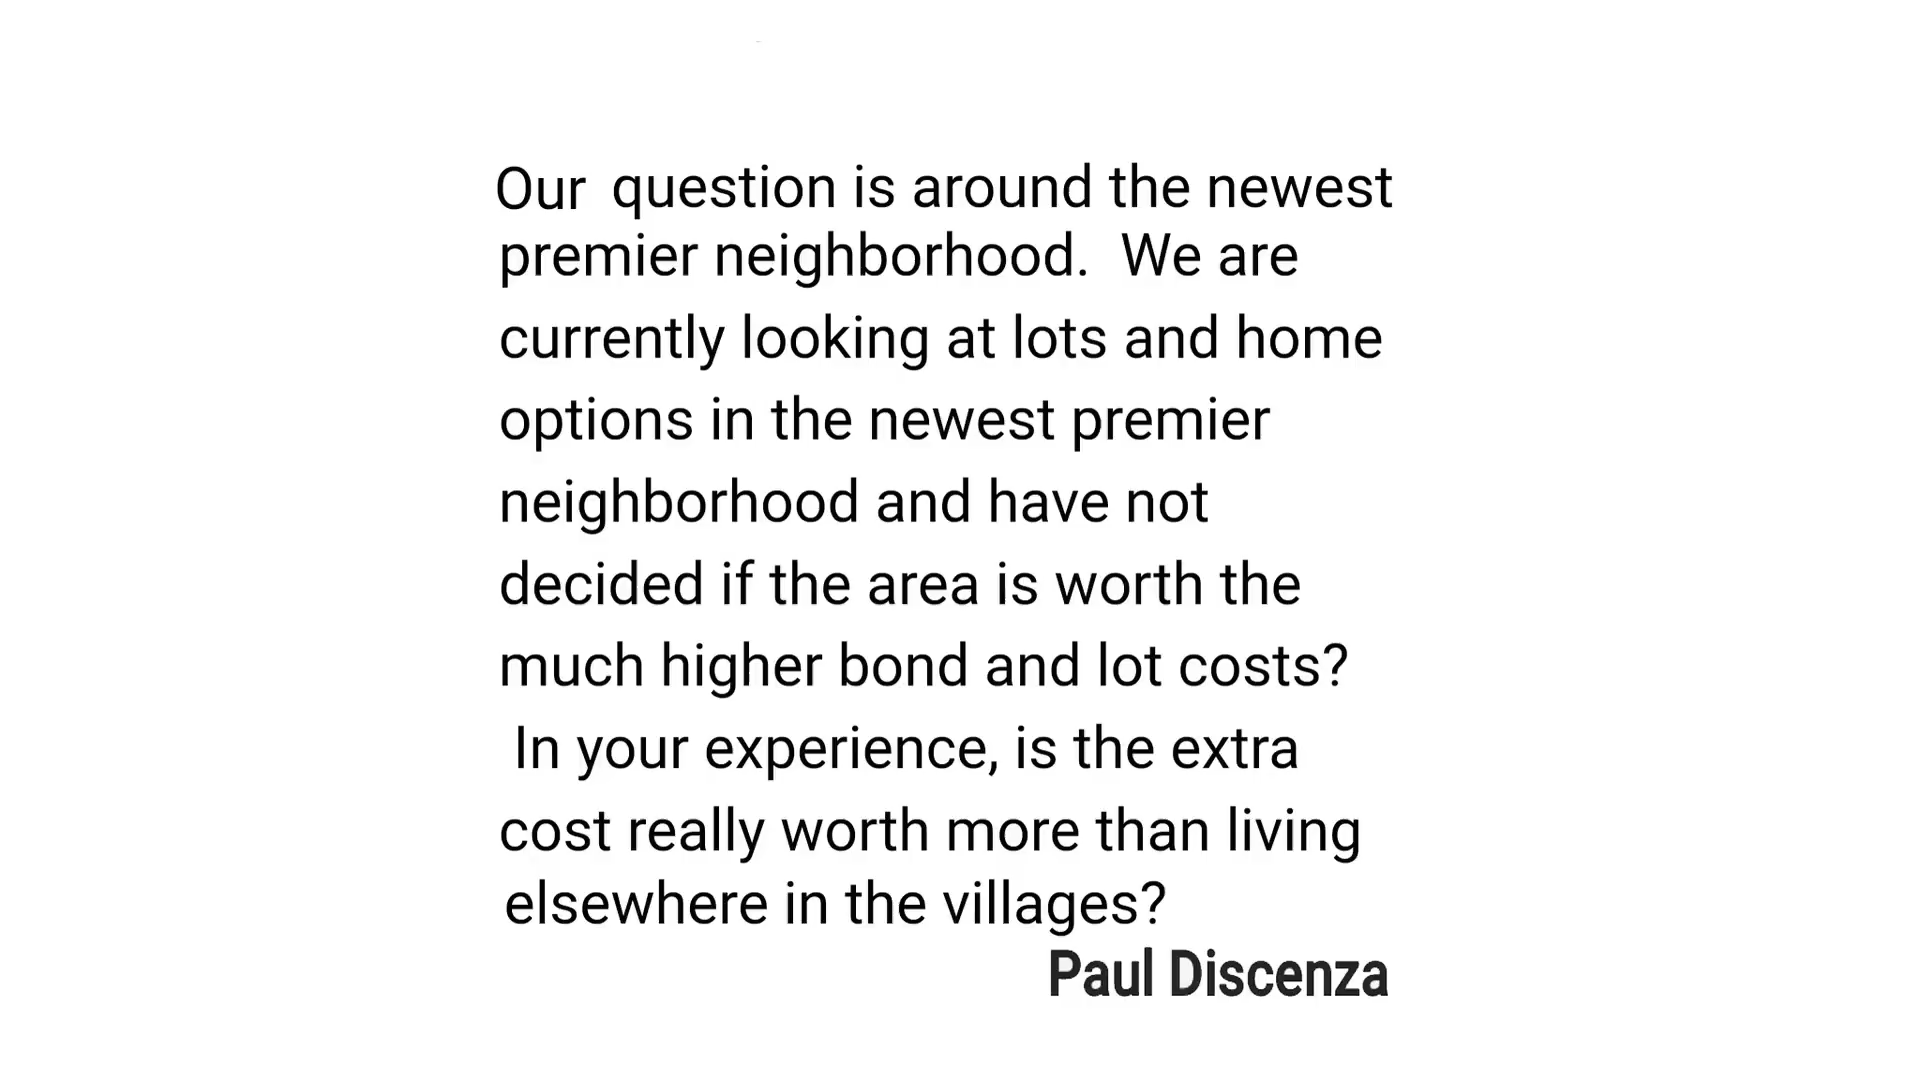 Our question is around the newest
premier neighborhood. We are
currently looking at lots and home
options in the newest premier
neighborhood and have not
decided if the area is worth the
much higher bond and lot costs?
In your experience, is the extra
cost really worth more than living
elsewhere in the villages?
Paul Discenza